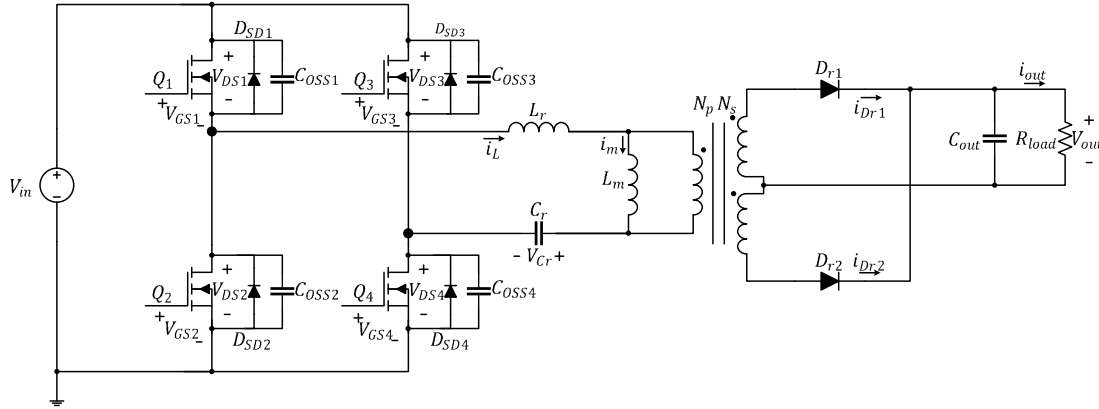 D_SD1
D_SD3
D_r1
i_out
Q_1
+
V_DS1
-
C_OSS1
Q_3
+
V_DS3
-
C_OSS3
i_Dr1
+
V_GS1
-
+
V_GS3
-
L_r
N_p N_s
i_L
i_m
L_m
C_out
R_load
+
V_out
-
V_in
+
-
C_r
- V_Cr +
D_r2
i_Dr2
Q_2
+
V_DS2
-
C_OSS2
Q_4
+
V_DS4
-
C_OSS4
+
V_GS2
-
D_SD2
+
V_GS4
-
D_SD4